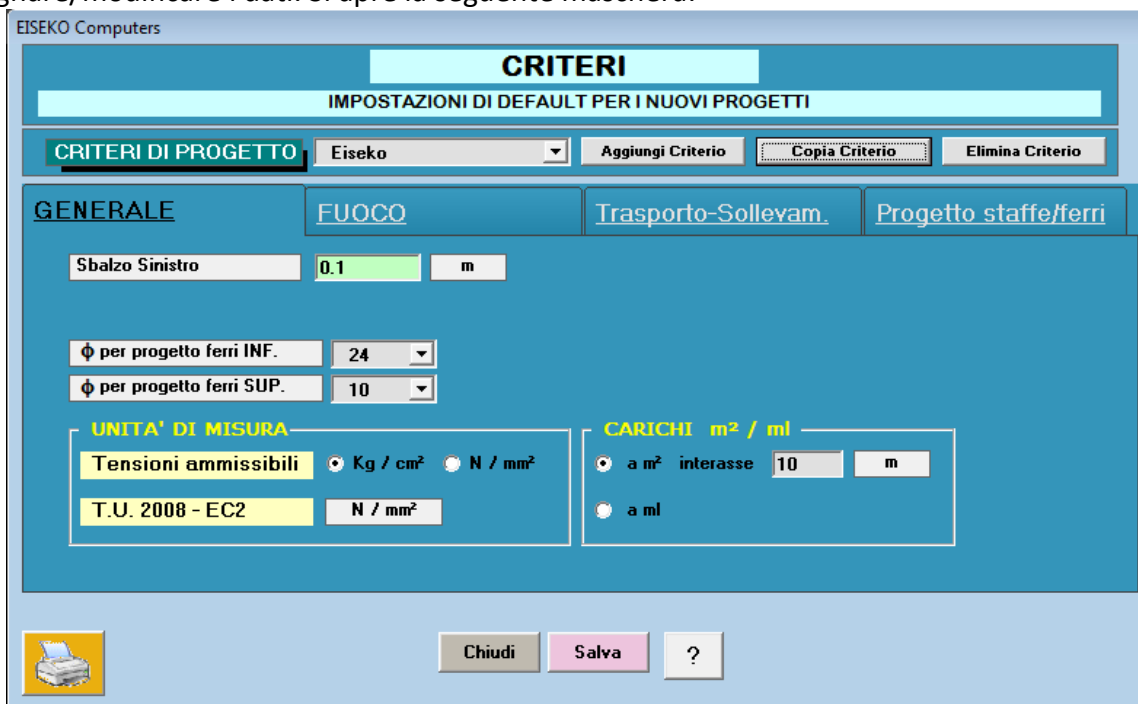 EISEKO Computers
CRITERI
IMPOSTAZIONI DI DEFAULT PER I NUOVI PROGETTI
CRITERI DI PROGETTO Eiseko Aggiungi Criterio Copia Criterio Elimina Criterio
GENERALE FUOCO Trasporto-Sollevam. Progetto staffe/ferri
Sbalzo Sinistro 0.1 m
ϕ per progetto ferri INF. 24
ϕ per progetto ferri SUP. 10
UNITA' DI MISURA CARICHI m² / ml
Tensioni ammissibili Kg / cm² N / mm² a m² interasse 10 m
T.U. 2008 - EC2 N / mm² a ml
Chiudi Salva ?